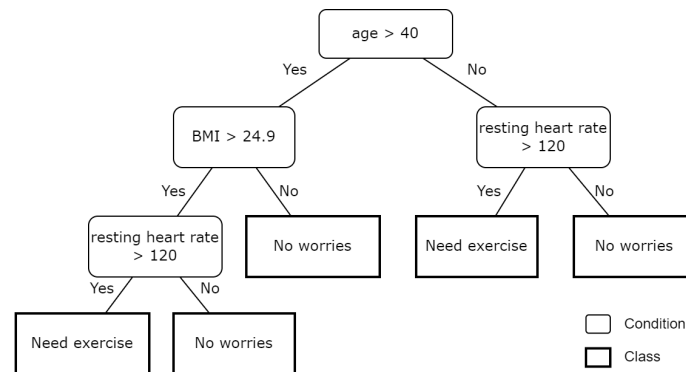 age > 40
Yes
No
BMI > 24.9
resting heart rate
> 120
Yes
No
Yes
No
resting heart rate
> 120
No worries
Need exercise
No worries
Yes
No
Need exercise
No worries
Condition
Class